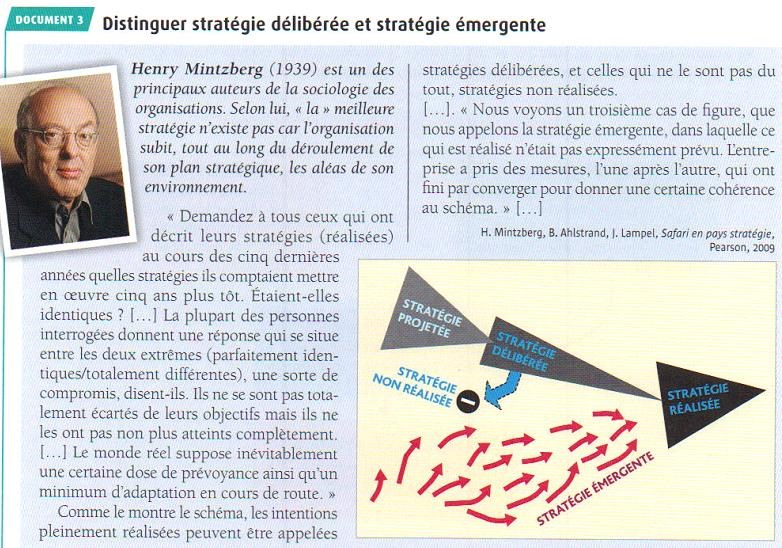 DOCUMENT 3
Distinguer stratégie délibérée et stratégie émergente
Henry Mintzberg (1939) est un des
principaux auteurs de la sociologie des
organisations. Selon lui, « la » meilleure
stratégie n'existe pas car l'organisation
subit, tout au long du déroulement de
son plan stratégique, les aléas de son
environnement.
« Demandez à tous ceux qui ont
décrit leurs stratégies (réalisées)
au cours des cinq dernières
années quelles stratégies ils comptaient mettre
en œuvre cinq ans plus tôt. Étaient-elles
identiques ? [...] La plupart des personnes
interrogées donnent une réponse qui se situe
entre les deux extrêmes (parfaitement iden-
tiques/totalement différentes), une sorte de
compromis, disent-ils. Ils ne se sont pas tota-
lement écartés de leurs objectifs mais ils ne
les ont pas non plus atteints complètement.
[...] Le monde réel suppose inévitablement
une certaine dose de prévoyance ainsi qu'un
minimum d'adaptation en cours de route. »
Comme le montre le schéma, les intentions
pleinement réalisées peuvent être appelées
stratégies délibérées, et celles qui ne le sont pas du
tout, stratégies non réalisées.
[...]. « Nous voyons un troisième cas de figure, que
nous appelons la stratégie émergente, dans laquelle ce
qui est réalisé n'était pas expressément prévu. L'entre-
prise a pris des mesures, l'une après l'autre, qui ont
fini par converger pour donner une certaine cohérence
au schéma. » [...]
H. Mintzberg, B. Ahlstrand, J. Lampel, Safari en pays stratégie,
Pearson, 2009
STRATÉGIE
PROJETÉE
STRATÉGIE
DÉLIBÉRÉE
STRATÉGIE
NON RÉALISÉE
STRATÉGIE
RÉALISÉE
STRATÉGIE ÉMERGENTE